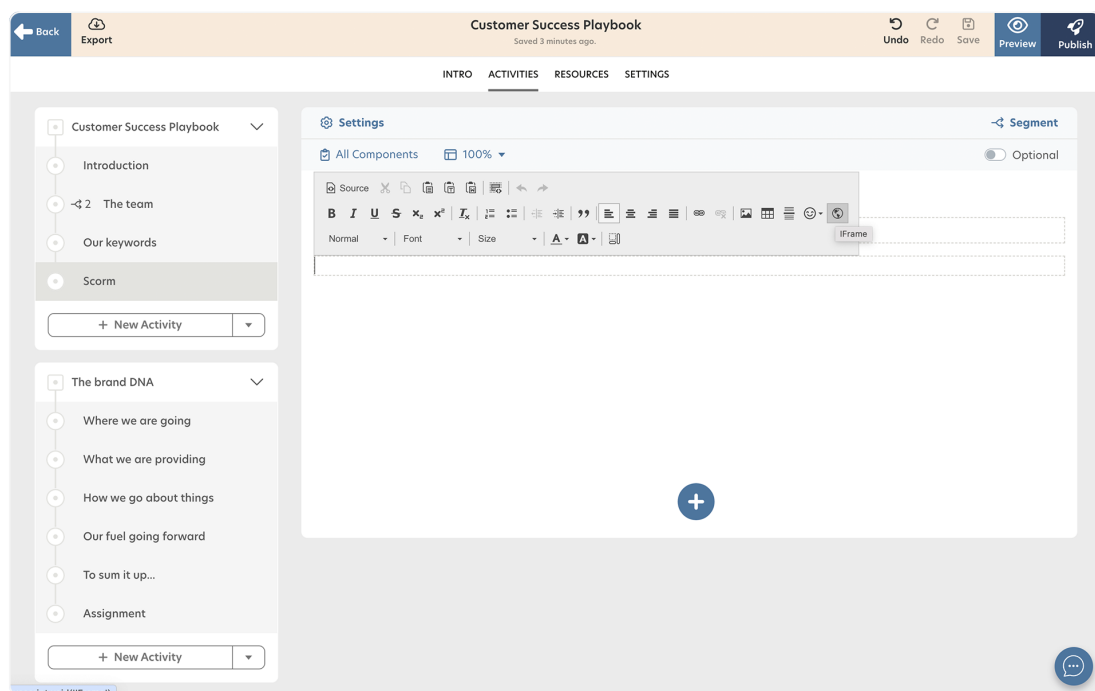 Back
Export
Customer Success Playbook
Saved 3 minutes ago.
Undo
Redo
Save
Preview
Publish
INTRO ACTIVITIES RESOURCES SETTINGS
Customer Success Playbook
Introduction
2 The team
Our keywords
Scorm
+ New Activity
The brand DNA
Where we are going
What we are providing
How we go about things
Our fuel going forward
To sum it up...
Assignment
+ New Activity
Settings
Segment
All Components 100%
Optional
Source
B I U S x₂ x² Tx
Normal Font Size A A
IFrame